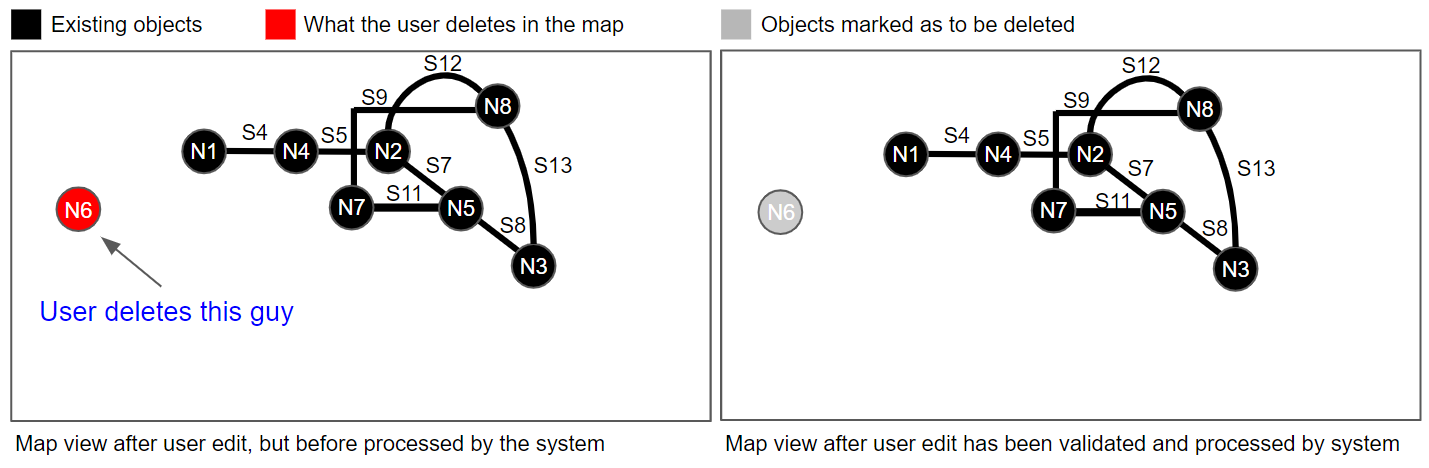 Existing objects
What the user deletes in the map
Objects marked as to be deleted
S12
S9
N8
S4
S5
N1
N4
N2
S7
S13
S11
N6
N7
N5
S8
N3
User deletes this guy
Map view after user edit, but before processed by the system
S12
S9
N8
S4
S5
N1
N4
N2
S7
S13
S11
N6
N7
N5
S8
N3
Map view after user edit has been validated and processed by system